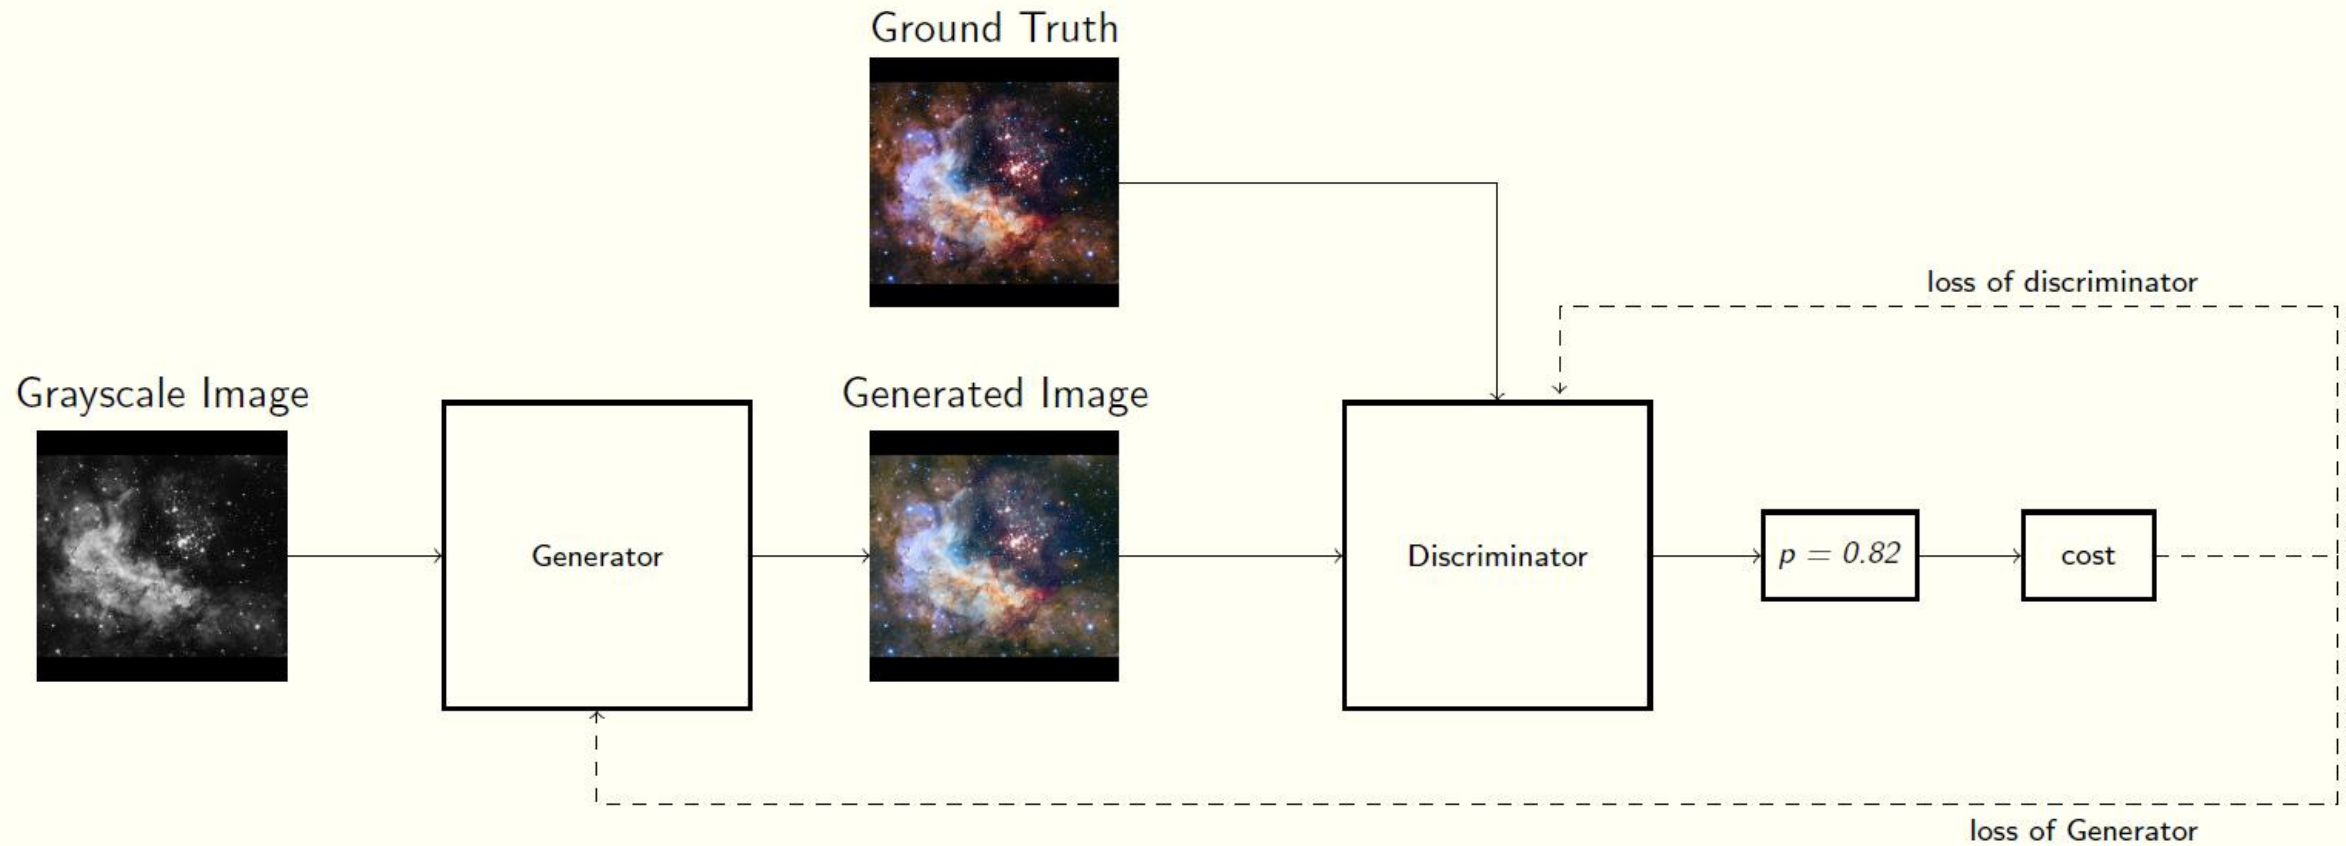 Ground Truth
loss of discriminator
Grayscale Image
Generated Image
Generator
Discriminator
p = 0.82
cost
loss of Generator